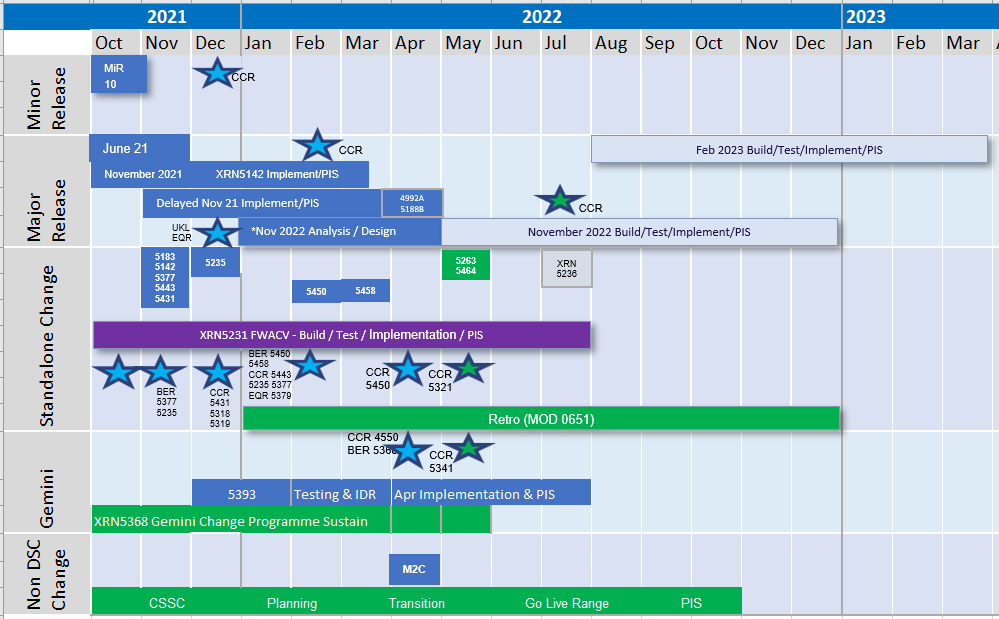 2021 2022 2023
Oct Nov Dec Jan Feb Mar Apr May Jun Jul Aug Sep Oct Nov Dec Jan Feb Mar
Minor
Release
MiR
10
CCR
Major
Release
June 21
CCR
Feb 2023 Build/Test/Implement/PIS
November 2021 XRN5142 Implement/PIS
Delayed Nov 21 Implement/PIS
4992A
5188B
CCR
UKL
EQR
*Nov 2022 Analysis / Design
November 2022 Build/Test/Implement/PIS
Standalone Change
5183
5142
5377
5443
5431
5235
5450
5458
5263
5464
XRN
5236
XRN5231 FWACV - Build / Test / Implementation / PIS
BER
5377
5235
CCR
5431
5318
5319
BER 5450
5458
CCR 5443
5235 5377
EQR 5379
CCR
5450
CCR
5321
Retro (MOD 0651)
Gemini
CCR 4550
BER
CCR
5341
5393
Testing & IDR
Apr Implementation & PIS
XRN5368 Gemini Change Programme Sustain
Non DSC
Change
M2C
CSSC Planning Transition Go Live Range PIS